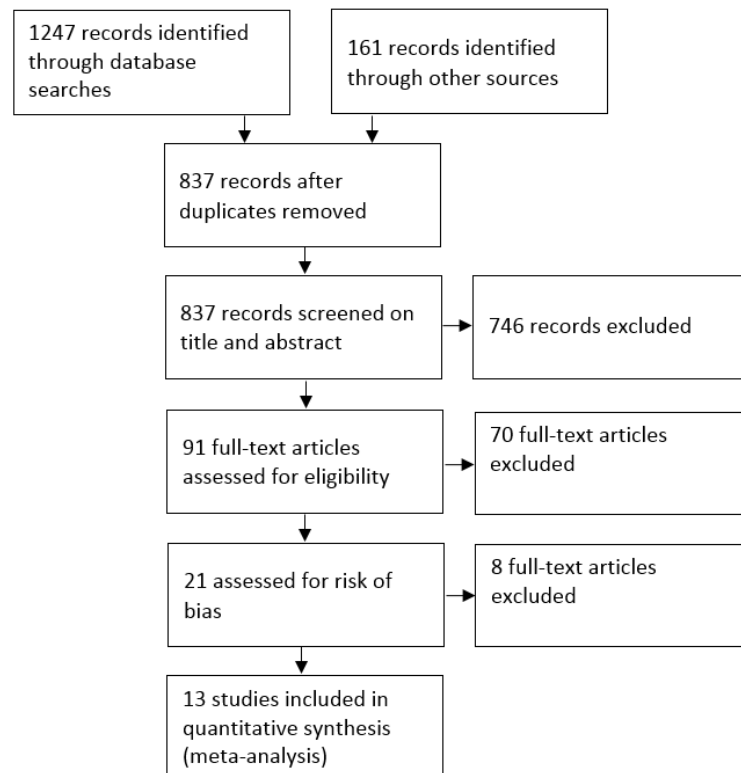 1247 records identified
through database
searches
161 records identified
through other sources
837 records after
duplicates removed
837 records screened on
title and abstract
746 records excluded
91 full-text articles
assessed for eligibility
70 full-text articles
excluded
21 assessed for risk of
bias
8 full-text articles
excluded
13 studies included in
quantitative synthesis
(meta-analysis)